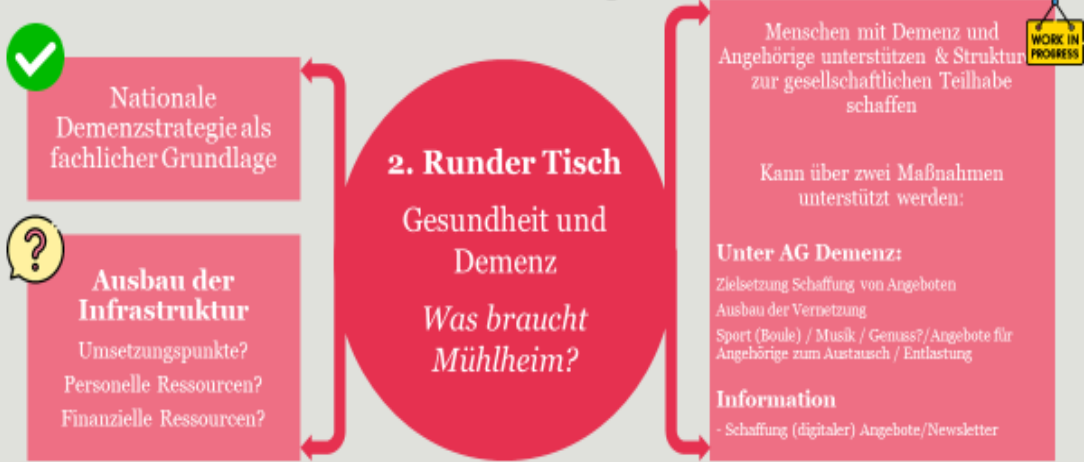 Nationale
Demenzstrategie als
fachlicher Grundlage
?
Ausbau der
Infrastruktur
Umsetzungspunkte?
Personelle Ressourcen?
Finanzielle Ressourcen?
2. Runder Tisch
Gesundheit und
Demenz
Was braucht
Mühlheim?
WORK IN
PROGRESS
Menschen mit Demenz und
Angehörige unterstützen & Struktur
zur gesellschaftlichen Teilhabe
schaffen
Kann über zwei Maßnahmen
unterstützt werden:
Unter AG Demenz:
Zielsetzung Schaffung von Angeboten
Ausbau der Vernetzung
Sport (Boule) / Musik / Genuss?/Angebote für
Angehörige zum Austausch / Entlastung
Information
- Schaffung (digitaler) Angebote/Newsletter